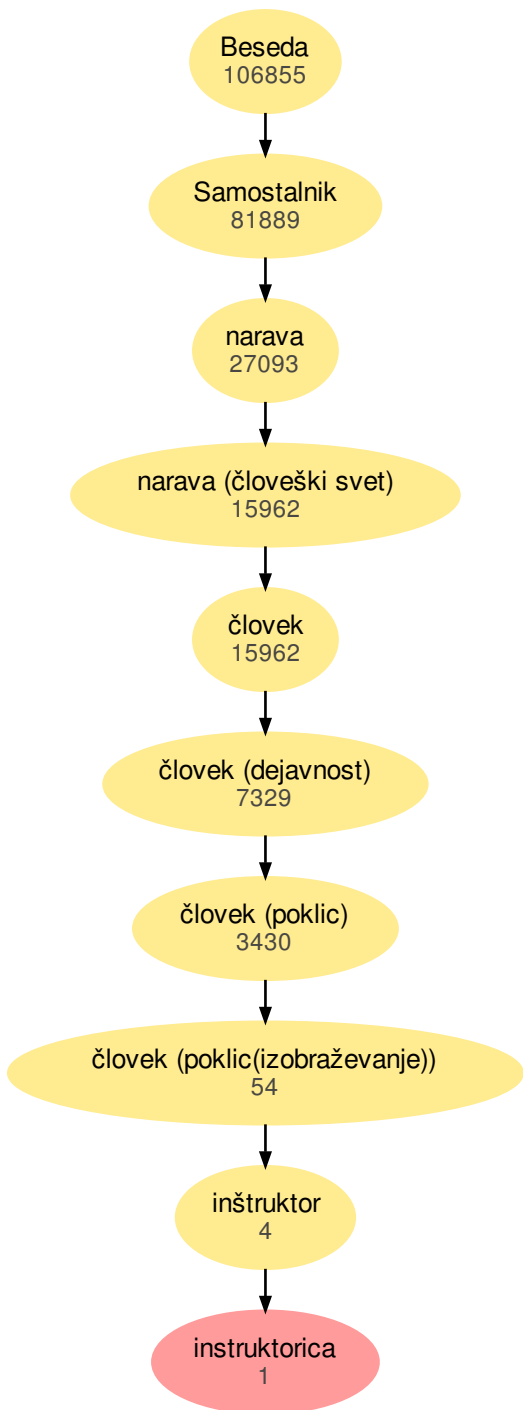 Beseda
106855
Samostalnik
81889
narava
27093
narava (človeški svet)
15962
človek
15962
človek (dejavnost)
7329
človek (poklic)
3430
človek (poklic(izobraževanje))
54
inštruktor
4
instruktorica
1